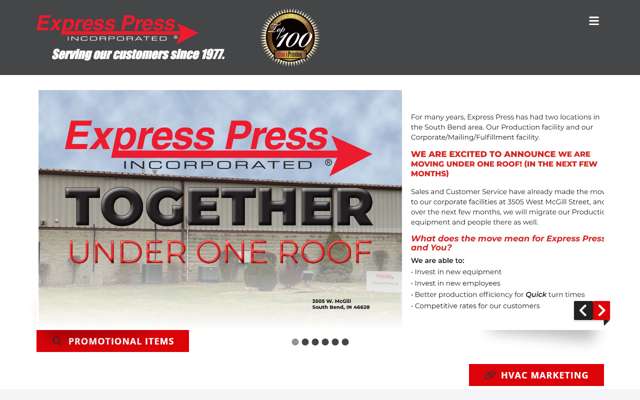 Express Press
INCORPORATED ®
Serving our customers since 1977.
Top
100
Express Press
INCORPORATED ®
TOGETHER
UNDER ONE ROOF
3505 W. McGill
South Bend, IN 46628
For many years, Express Press has had two locations in
the South Bend area. Our Production facility and our
Corporate/Mailing/Fulfillment facility.
WE ARE EXCITED TO ANNOUNCE WE ARE
MOVING UNDER ONE ROOF! (IN THE NEXT FEW
MONTHS)
Sales and Customer Service have already made the mov
to our corporate facilities at 3505 West McGill Street, and
over the next few months, we will migrate our Productio
equipment and people there as well.
What does the move mean for Express Press
and You?
We are able to:
• Invest in new equipment
• Invest in new employees
• Better production efficiency for Quick turn times
• Competitive rates for our customers
PROMOTIONAL ITEMS
HVAC MARKETING